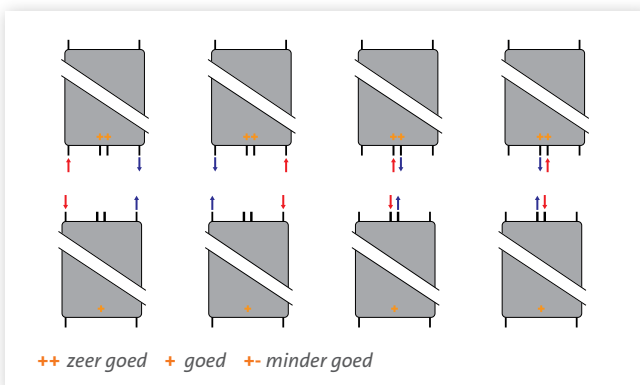 ++ ++ ++ ++
+ + + +
++ zeer goed + goed +- minder goed